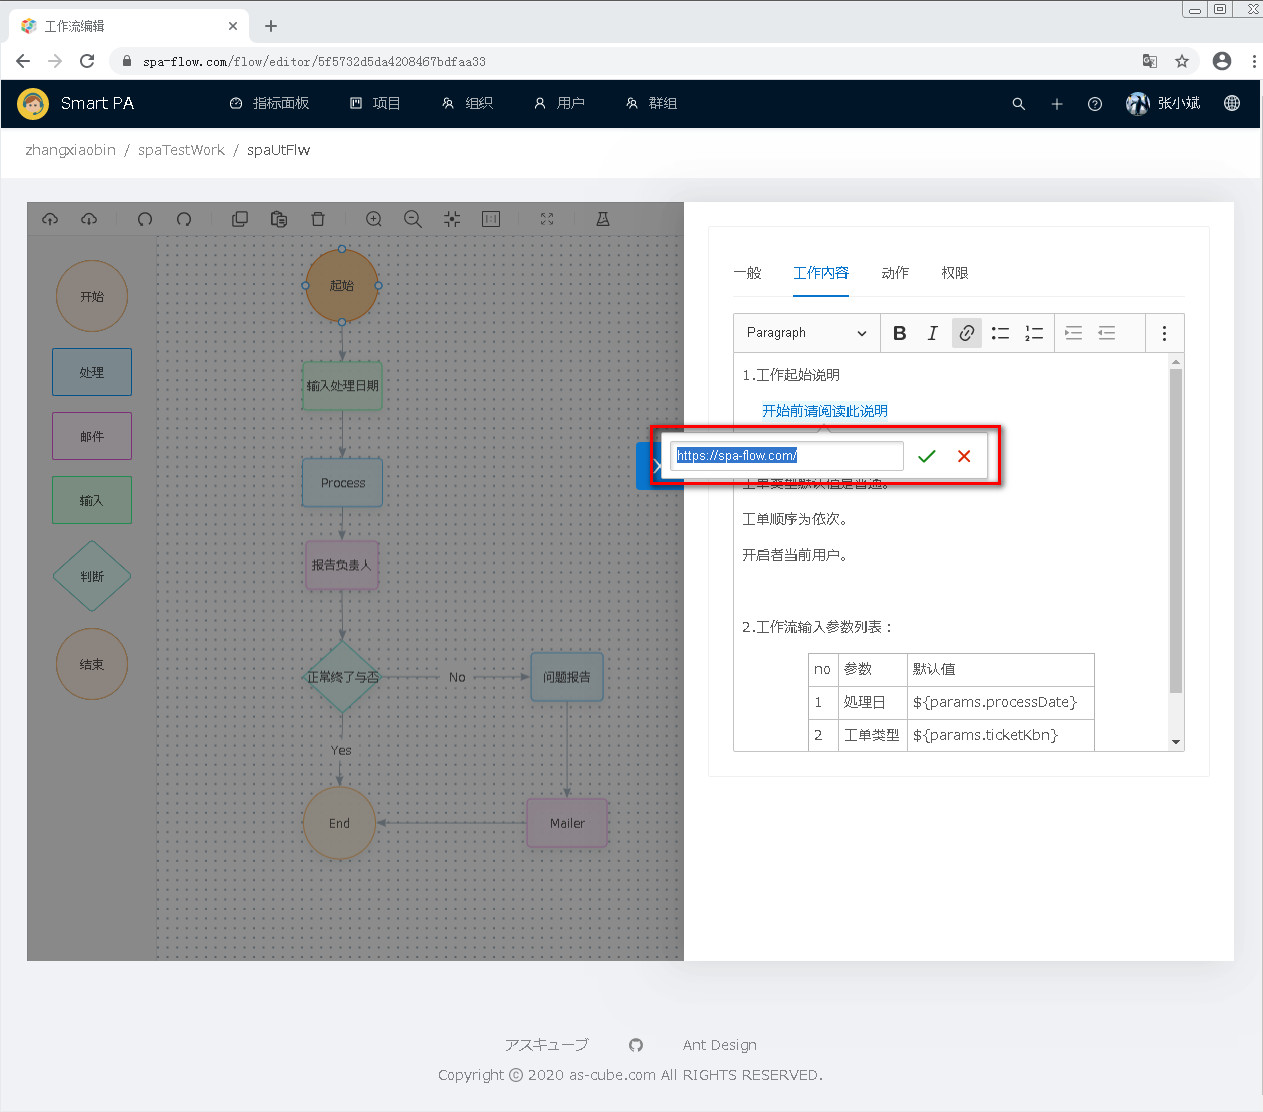 工作流编辑
spa-flow.com/flow/editor/5f5732d5da4208467bdfaa33
Smart PA
指标面板
项目
组织
用户
群组
张小斌
zhangxiaobin / spaTestWork / spaUtFlw
开始
处理
邮件
输入
判断
结束
起始
输入处理日期
Process
报告负责人
正常终了与否
No
问题报告
Yes
End
Mailer
一般
工作内容
动作
权限
Paragraph
1.工作起始说明
开始前请阅读此说明
https://spa-flow.com/
工单类型默认值是普通。
工单顺序为依次。
开启者当前用户。
2.工作流输入参数列表：
no 参数 默认值
1 处理日 ${params.processDate}
2 工单类型 ${params.ticketKbn}
アスキューブ
Ant Design
Copyright © 2020 as-cube.com All RIGHTS RESERVED.